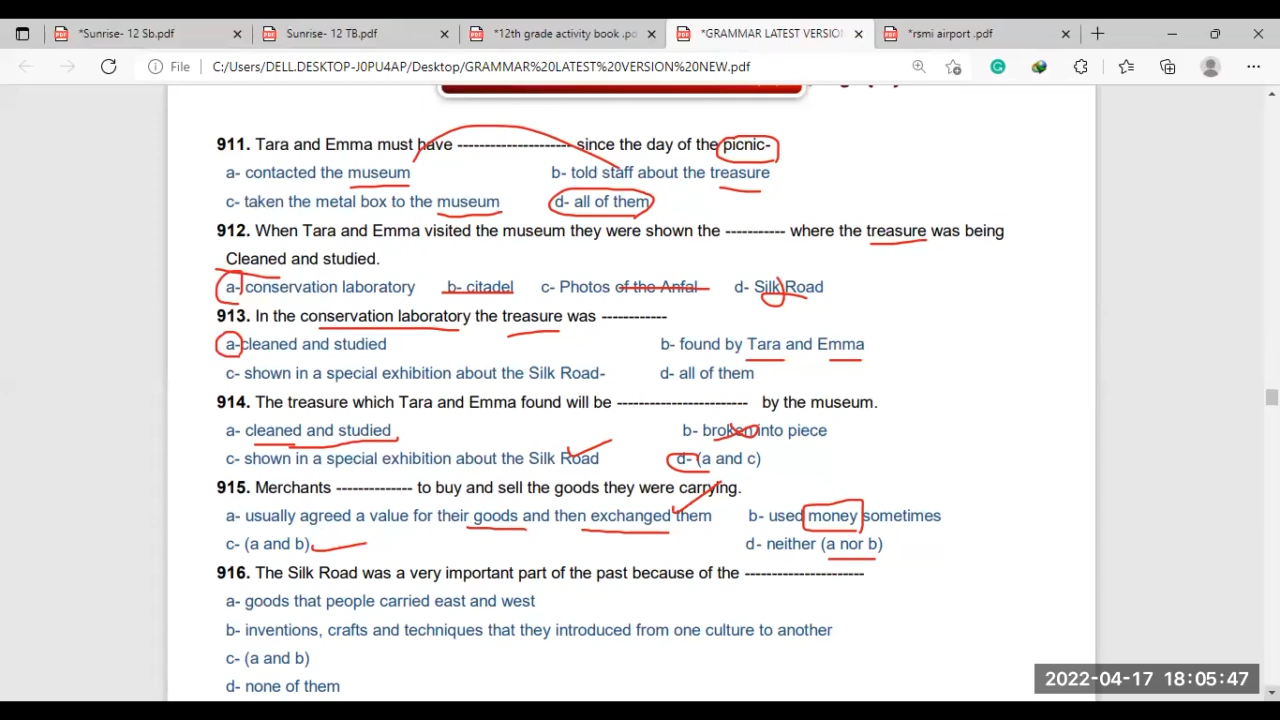 *Sunrise- 12 Sb.pdf
Sunrise- 12 TB.pdf
*12th grade activity book .pd
*GRAMMAR LATEST VERSION
*rsmi airport .pdf
File
C:/Users/DELL.DESKTOP-J0PU4AP/Desktop/GRAMMAR%20LATEST%20VERSION%20NEW.pdf
911. Tara and Emma must have --------------------- since the day of the picnic-
a- contacted the museum b- told staff about the treasure
c- taken the metal box to the museum d- all of them
912. When Tara and Emma visited the museum they were shown the ----------- where the treasure was being
Cleaned and studied.
a- conservation laboratory b- citadel c- Photos of the Anfal d- Silk Road
913. In the conservation laboratory the treasure was ------------
a-cleaned and studied b- found by Tara and Emma
c- shown in a special exhibition about the Silk Road- d- all of them
914. The treasure which Tara and Emma found will be ------------------------ by the museum.
a- cleaned and studied b- broken into piece
c- shown in a special exhibition about the Silk Road d- (a and c)
915. Merchants -------------- to buy and sell the goods they were carrying.
a- usually agreed a value for their goods and then exchanged them b- used money sometimes
c- (a and b) d- neither (a nor b)
916. The Silk Road was a very important part of the past because of the ----------------------
a- goods that people carried east and west
b- inventions, crafts and techniques that they introduced from one culture to another
c- (a and b)
d- none of them
2022-04-17 18:05:47